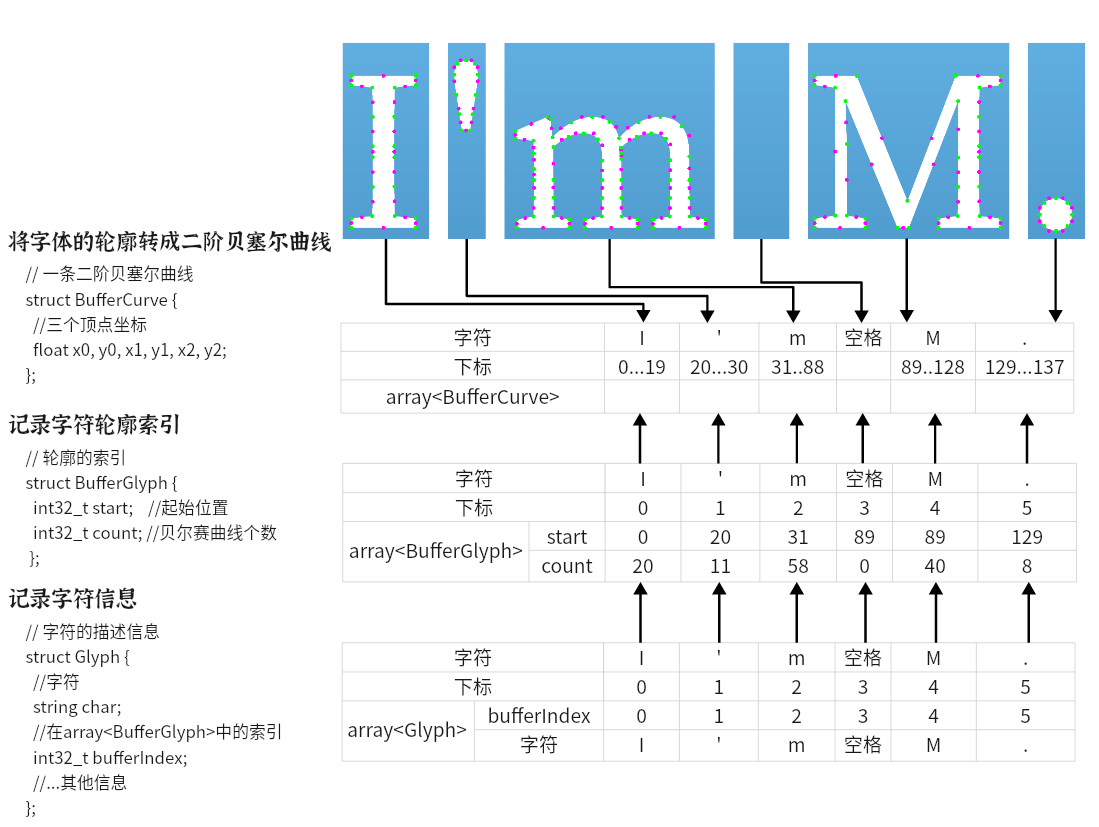 I'm M.
将字体的轮廓转成二阶贝塞尔曲线
// 一条二阶贝塞尔曲线
struct BufferCurve {
//三个顶点坐标
float x0, y0, x1, y1, x2, y2;
};
字符 I ' m 空格 M .
下标 0...19 20...30 31..88 89..128 129...137
array<BufferCurve>
记录字符轮廓索引
// 轮廓的索引
struct BufferGlyph {
int32_t start; //起始位置
int32_t count; //贝尔赛曲线个数
};
字符 I ' m 空格 M .
下标 0 1 2 3 4 5
array<BufferGlyph>
start 0 20 31 89 89 129
count 20 11 58 0 40 8
记录字符信息
// 字符的描述信息
struct Glyph {
//字符
string char;
//在array<BufferGlyph>中的索引
int32_t bufferIndex;
//...其他信息
};
字符 I ' m 空格 M .
下标 0 1 2 3 4 5
array<Glyph>
bufferIndex 0 1 2 3 4 5
字符 I ' m 空格 M .